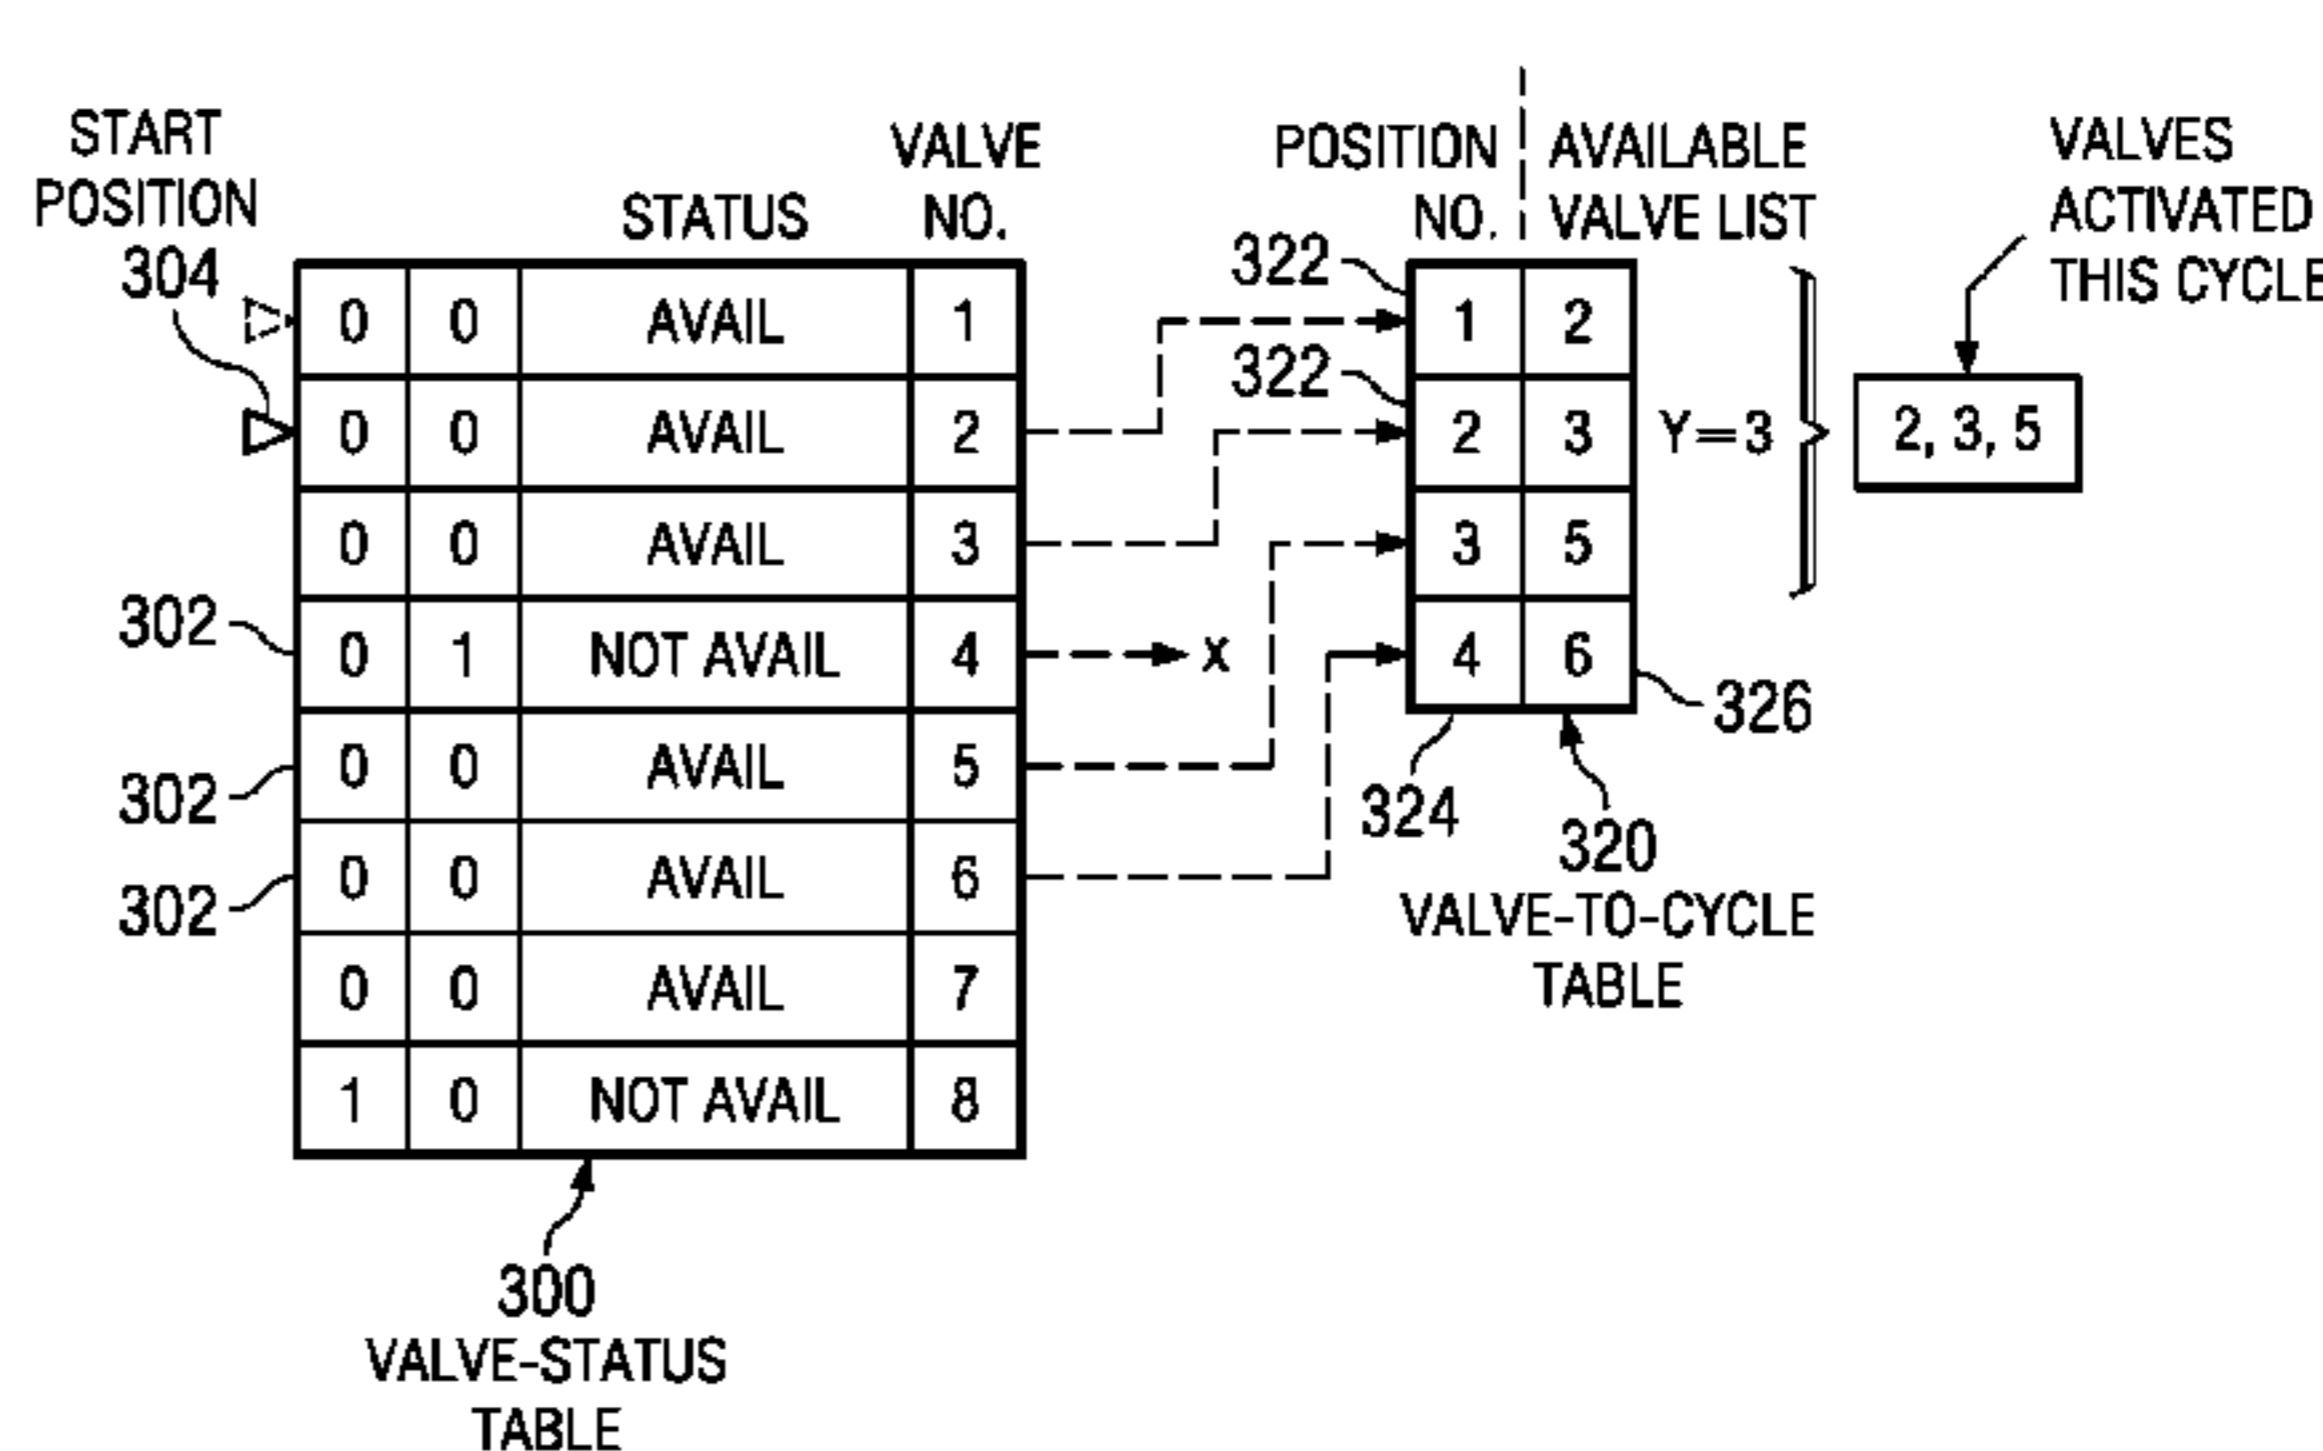 START
POSITION
304
STATUS
VALVE
NO.
0 0 AVAIL 1
0 0 AVAIL 2
0 0 AVAIL 3
302 0 1 NOT AVAIL 4 X
302 0 0 AVAIL 5
302 0 0 AVAIL 6
0 0 AVAIL 7
1 0 NOT AVAIL 8
300
VALVE-STATUS
TABLE
POSITION
NO.
AVAILABLE
VALVE LIST
322 1 2
322 2 3
3 5
4 6
Y=3
326
324
320
VALVE-TO-CYCLE
TABLE
VALVES
ACTIVATED
THIS CYCLE
2, 3, 5